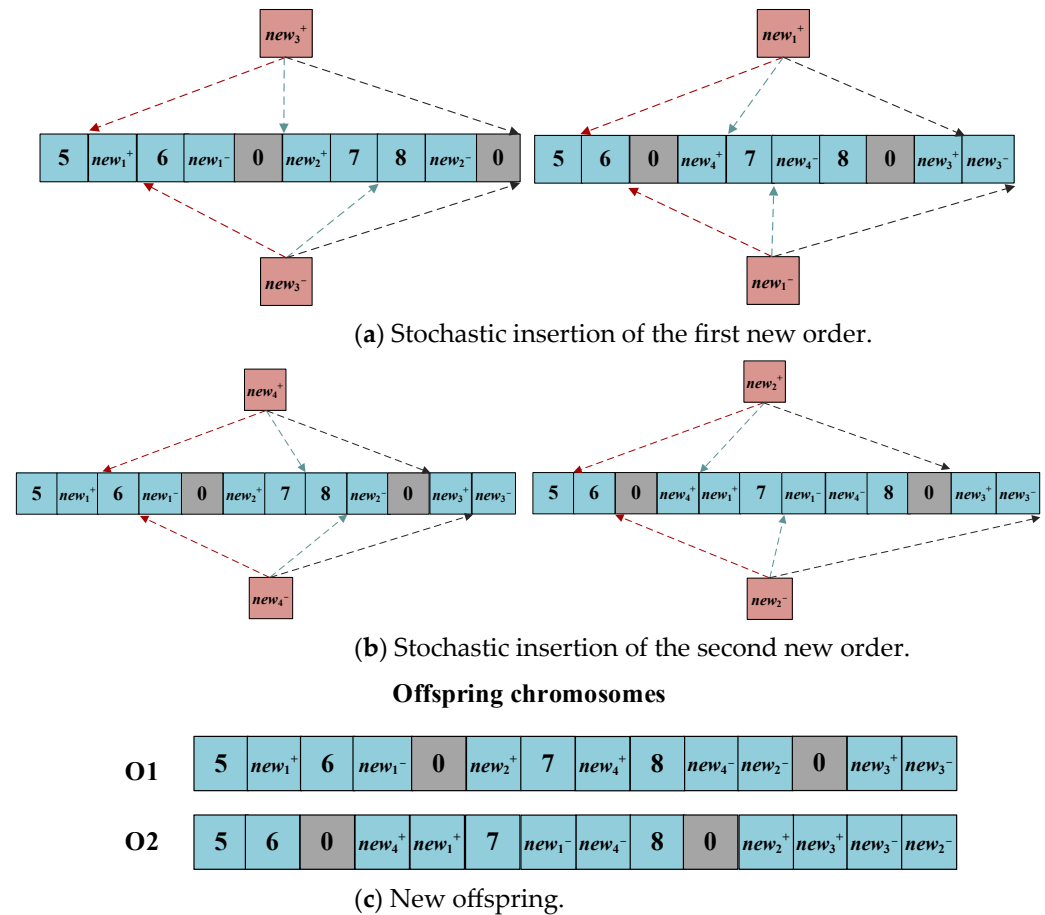 new₃⁺ new₁⁺
5 new₁⁺ 6 new₁⁻ 0 new₂⁺ 7 8 new₂⁻ 0 5 6 0 new₄⁺ 7 new₄⁻ 8 0 new₃⁺ new₃⁻
new₃⁻ new₁⁻
(a) Stochastic insertion of the first new order.
new₄⁺ new₂⁺
5 new₁⁺ 6 new₁⁻ 0 new₂⁺ 7 8 new₂⁻ 0 new₃⁺ new₃⁻ 5 6 0 new₄⁺ new₁⁺ 7 new₁⁻ new₄⁻ 8 0 new₃⁺ new₃⁻
new₄⁻ new₂⁻
(b) Stochastic insertion of the second new order.
Offspring chromosomes
O1 5 new₁⁺ 6 new₁⁻ 0 new₂⁺ 7 new₄⁺ 8 new₄⁻ new₂⁻ 0 new₃⁺ new₃⁻
O2 5 6 0 new₄⁺ new₁⁺ 7 new₁⁻ new₄⁻ 8 0 new₂⁺ new₃⁺ new₃⁻ new₂⁻
(c) New offspring.